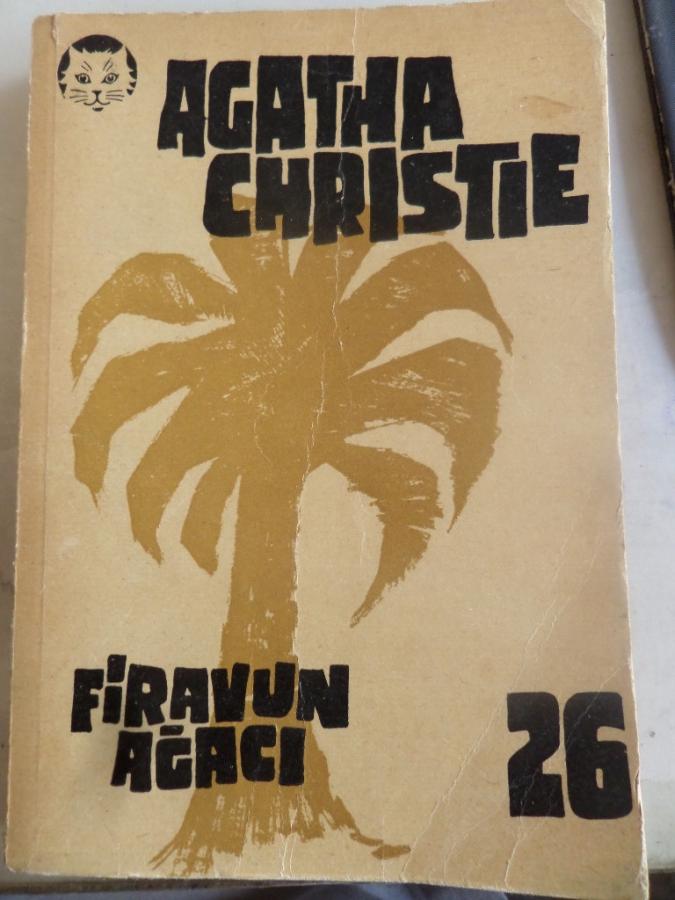 AGATHA
CHRISTIE
FİRAVUN
AĞACI
26